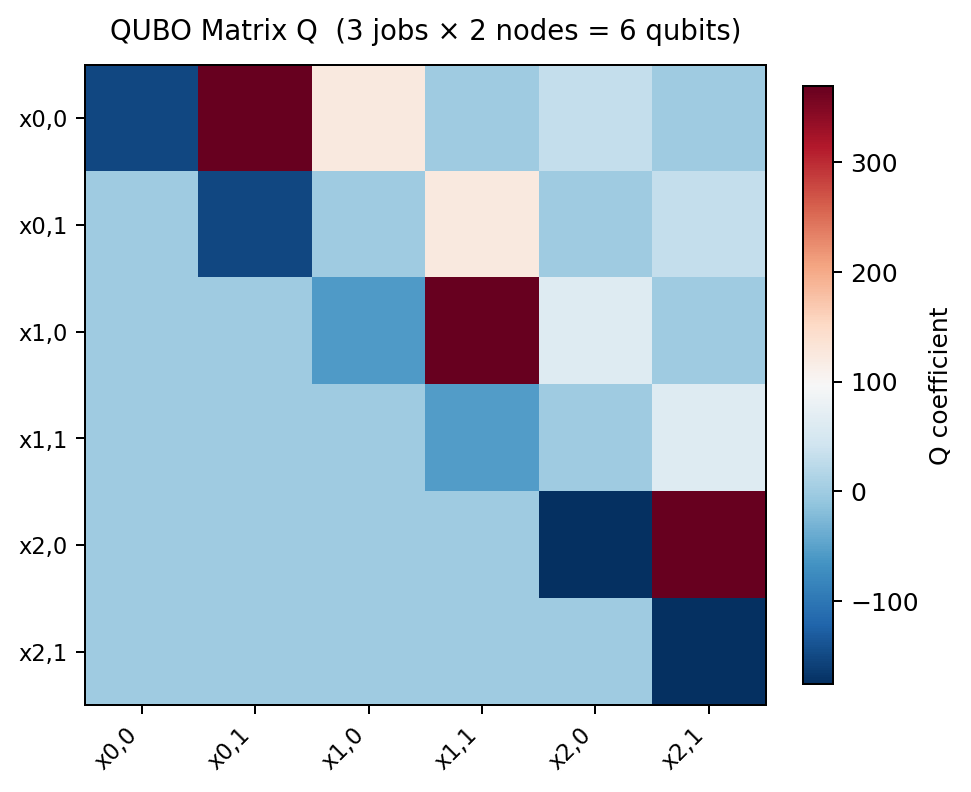 QUBO Matrix Q  (3 jobs × 2 nodes = 6 qubits)
x0,0
x0,1
x1,0
x1,1
x2,0
x2,1
x0,0
x0,1
x1,0
x1,1
x2,0
x2,1
300
200
100
0
−100
Q coefficient